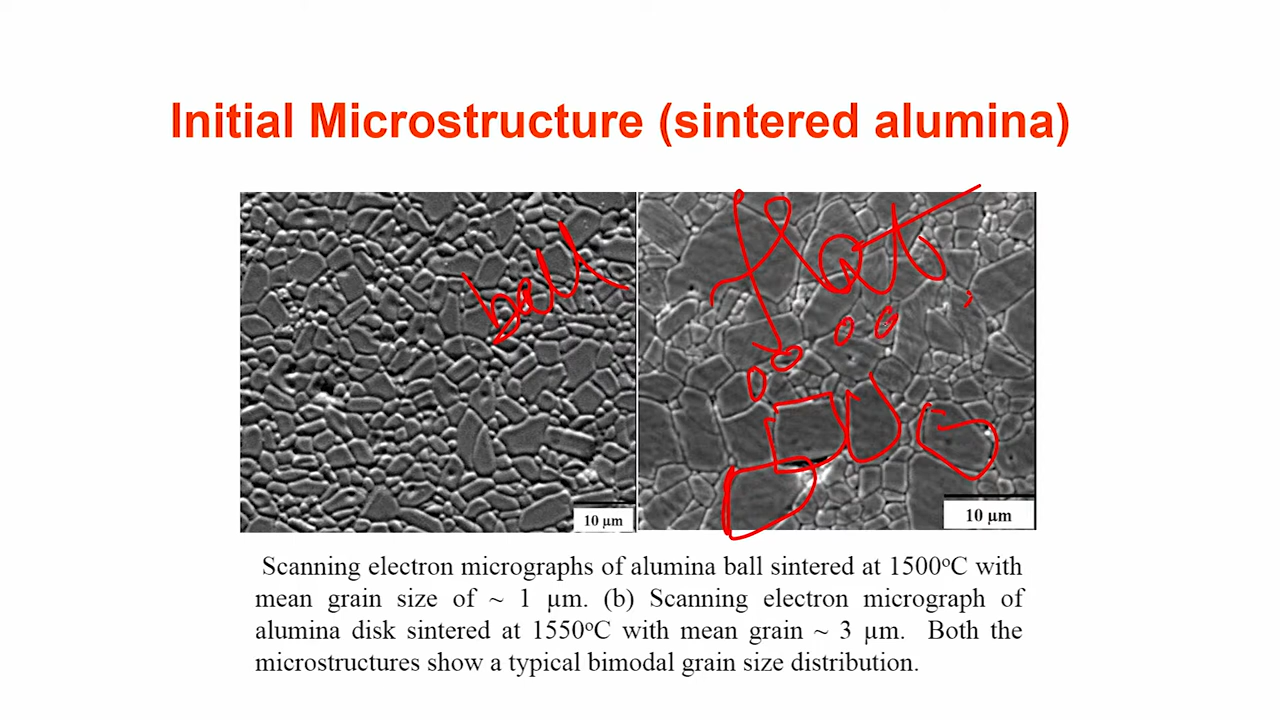 Initial Microstructure (sintered alumina)
ball
flat
10 µm
10 µm
Scanning electron micrographs of alumina ball sintered at 1500ᵒC with
mean grain size of ~ 1 µm. (b) Scanning electron micrograph of
alumina disk sintered at 1550ᵒC with mean grain ~ 3 µm. Both the
microstructures show a typical bimodal grain size distribution.